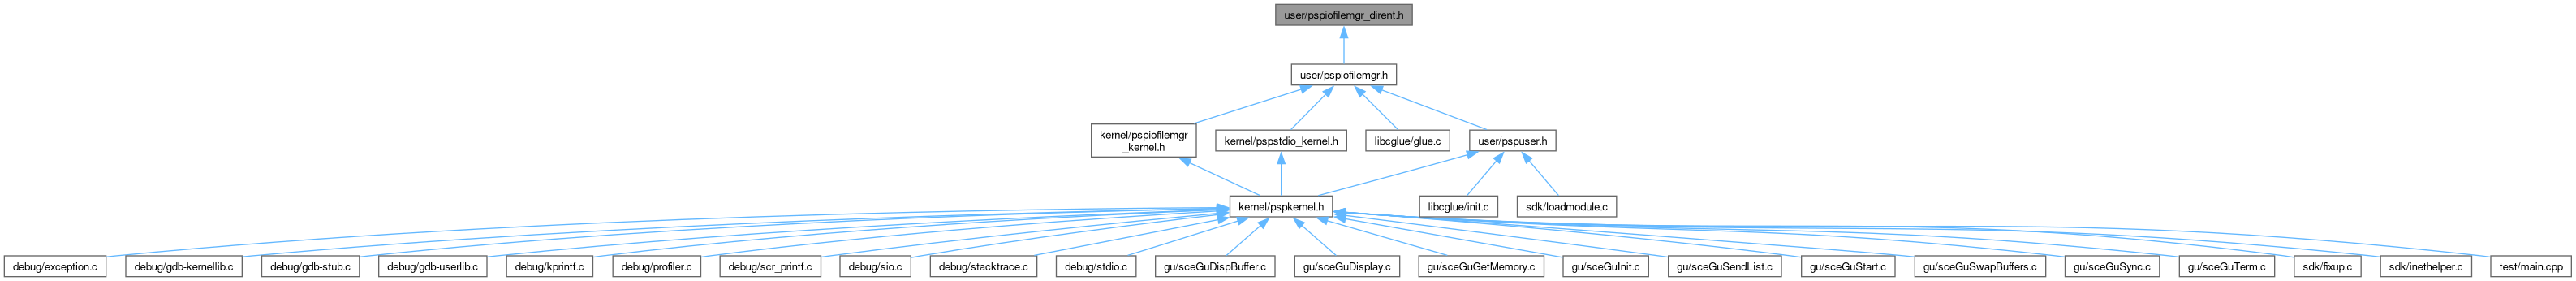 user/pspiofilemgr_dirent.h
user/pspiofilemgr.h
kernel/pspiofilemgr
_kernel.h
kernel/pspstdio_kernel.h
libcglue/glue.c
user/pspuser.h
kernel/pspkernel.h
libcglue/init.c
sdk/loadmodule.c
debug/exception.c
debug/gdb-kernellib.c
debug/gdb-stub.c
debug/gdb-userlib.c
debug/kprintf.c
debug/profiler.c
debug/scr_printf.c
debug/sio.c
debug/stacktrace.c
debug/stdio.c
gu/sceGuDispBuffer.c
gu/sceGuDisplay.c
gu/sceGuGetMemory.c
gu/sceGuInit.c
gu/sceGuSendList.c
gu/sceGuStart.c
gu/sceGuSwapBuffers.c
gu/sceGuSync.c
gu/sceGuTerm.c
sdk/fixup.c
sdk/inethelper.c
test/main.cpp